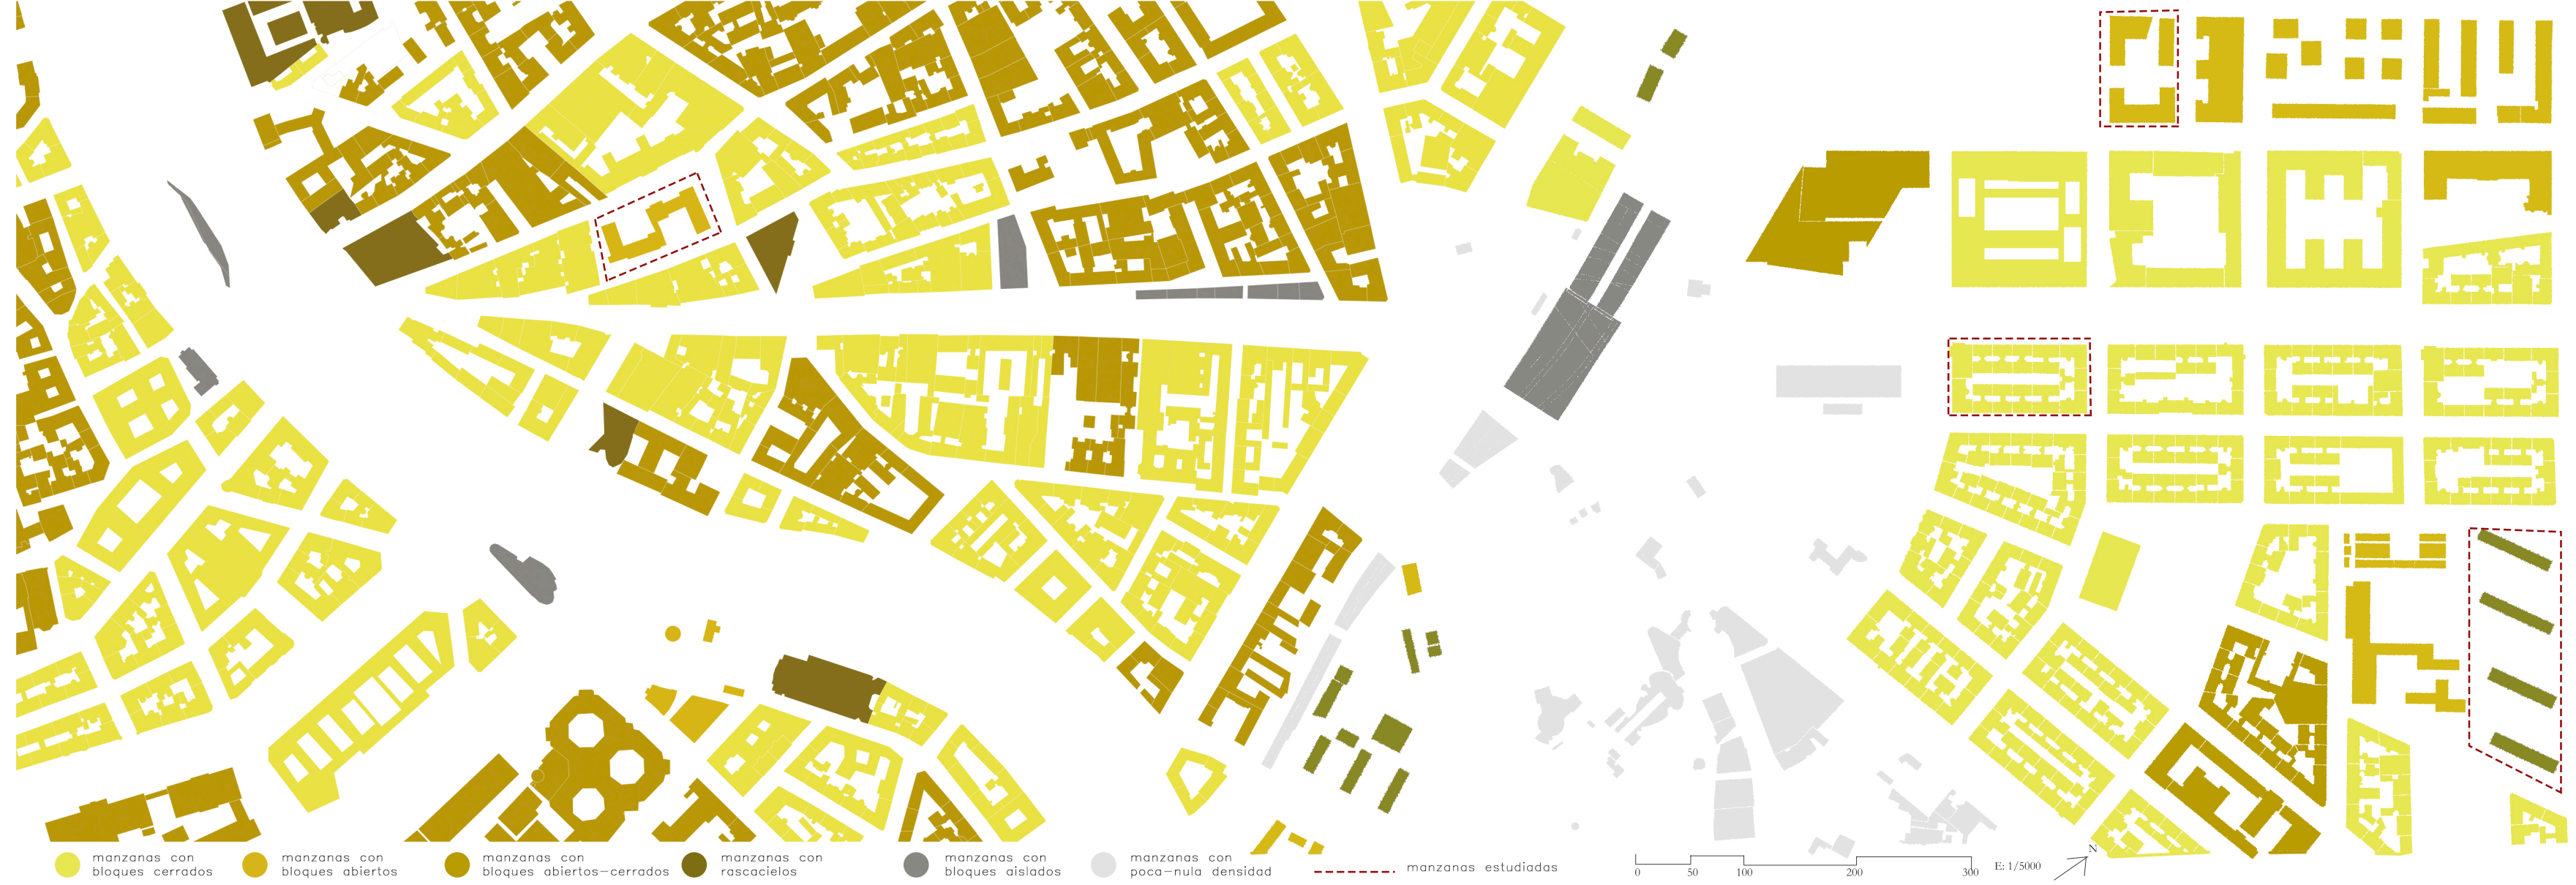 manzanas con
bloques cerrados
manzanas con
bloques abiertos
manzanas con
bloques abiertos-cerrados
manzanas con
rascacielos
manzanas con
bloques aislados
manzanas con
poca-nula densidad
manzanas estudiadas
0 50 100 200 300
E: 1/5000
N